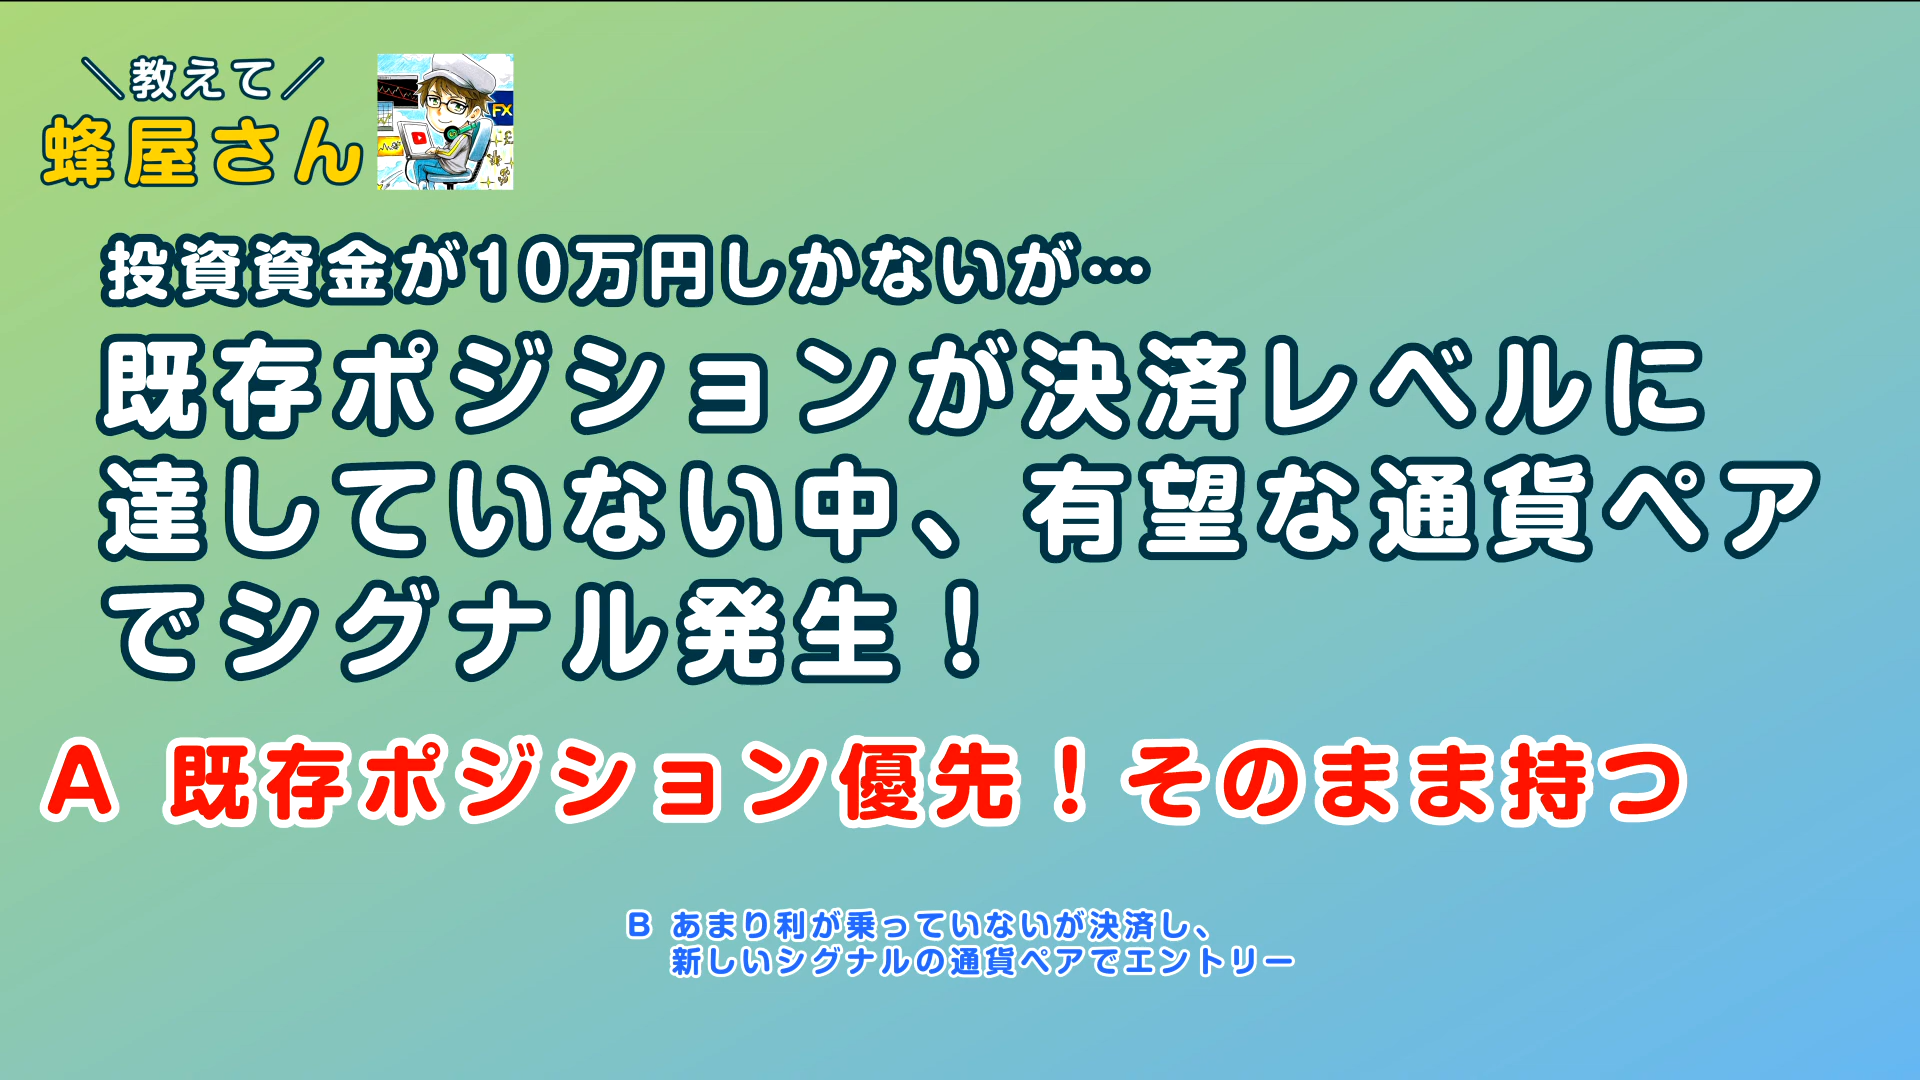 ＼教えて／
蜂屋さん
FX
投資資金が10万円しかないが…
既存ポジションが決済レベルに
達していない中、有望な通貨ペア
でシグナル発生！
A 既存ポジション優先！そのまま持つ
B あまり利が乗っていないが決済し、
新しいシグナルの通貨ペアでエントリー